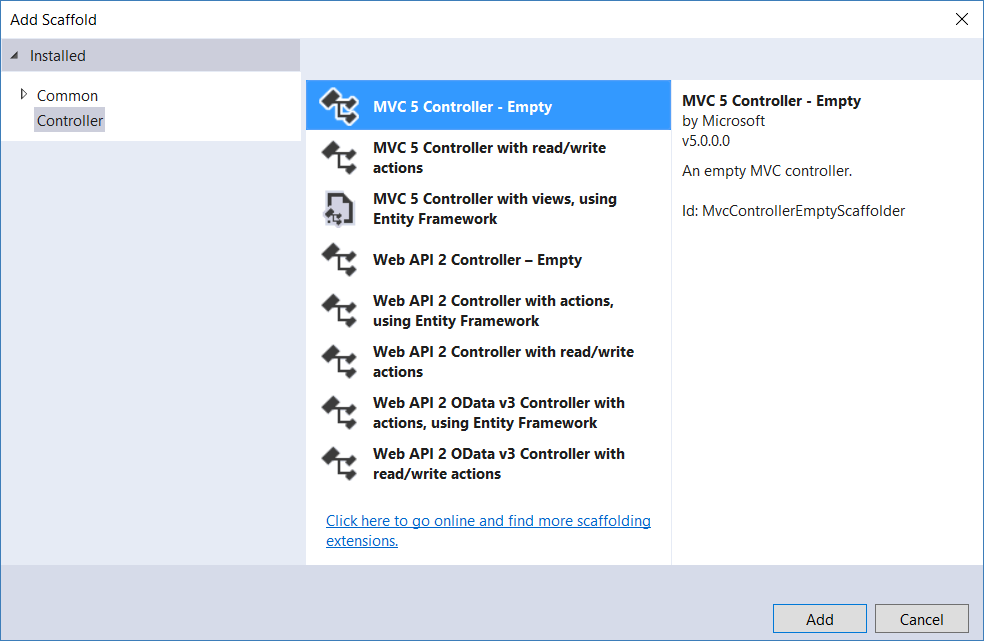 Add Scaffold
Installed
Common
Controller
MVC 5 Controller - Empty
MVC 5 Controller with read/write
actions
MVC 5 Controller with views, using
Entity Framework
Web API 2 Controller – Empty
Web API 2 Controller with actions,
using Entity Framework
Web API 2 Controller with read/write
actions
Web API 2 OData v3 Controller with
actions, using Entity Framework
Web API 2 OData v3 Controller with
read/write actions
Click here to go online and find more scaffolding
extensions.
MVC 5 Controller - Empty
by Microsoft
v5.0.0.0
An empty MVC controller.
Id: MvcControllerEmptyScaffolder
Add
Cancel